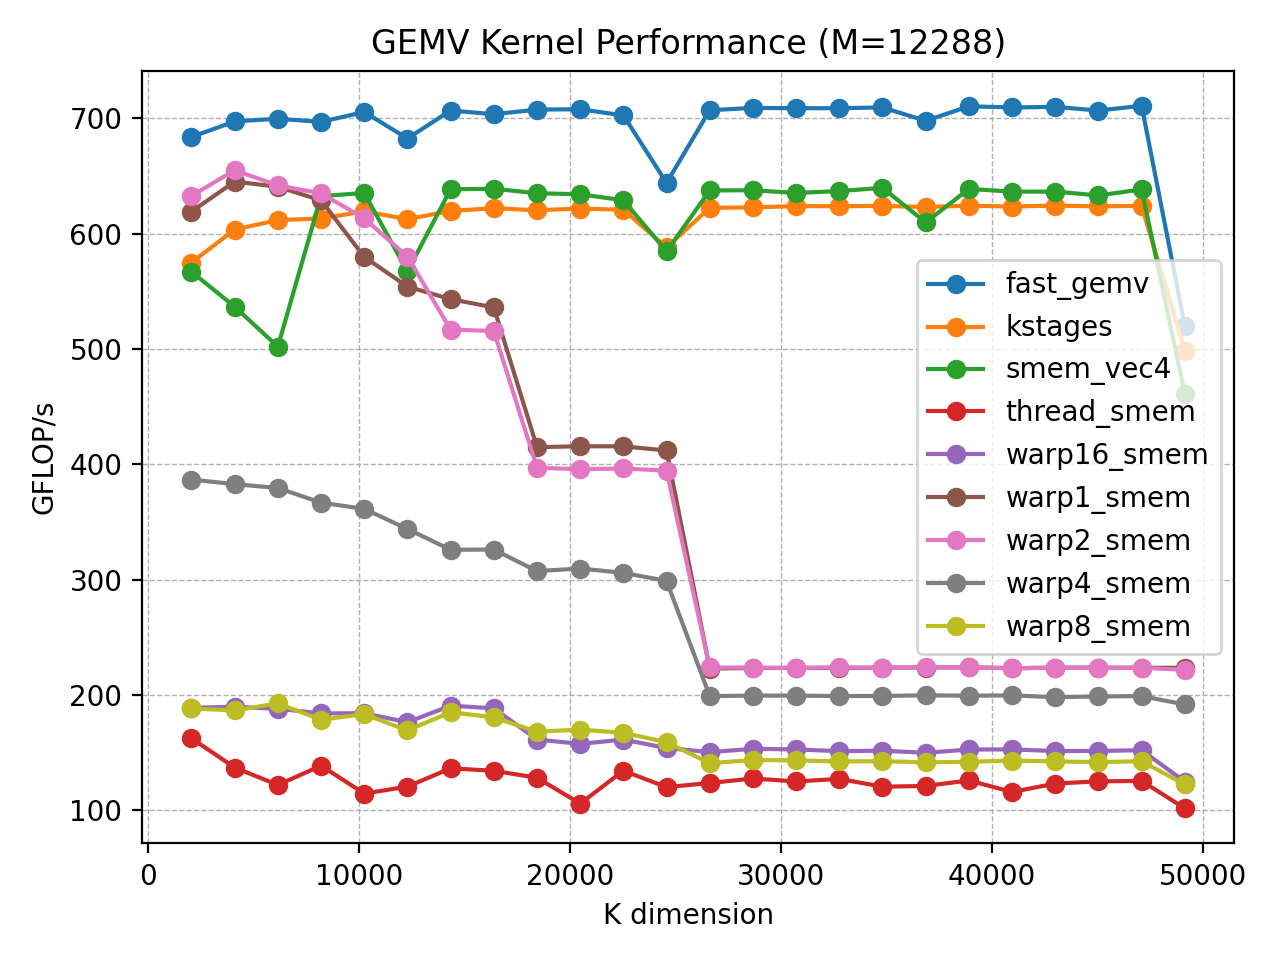 GEMV Kernel Performance (M=12288)
700
600
500
400
300
200
100
GFLOP/s
fast_gemv
kstages
smem_vec4
thread_smem
warp16_smem
warp1_smem
warp2_smem
warp4_smem
warp8_smem
0 10000 20000 30000 40000 50000
K dimension